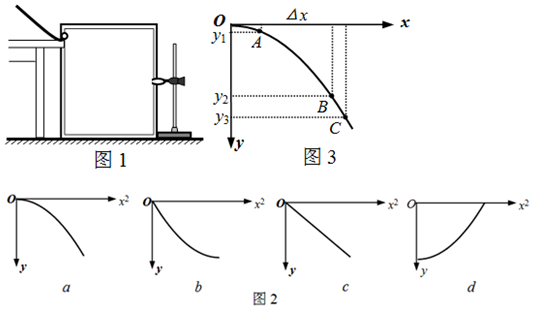 O Δx x
y₁ A
y₂ B
y₃ C
y
图1 图3
O x² O x² O x² O x²
y y y y
a b c d
图2